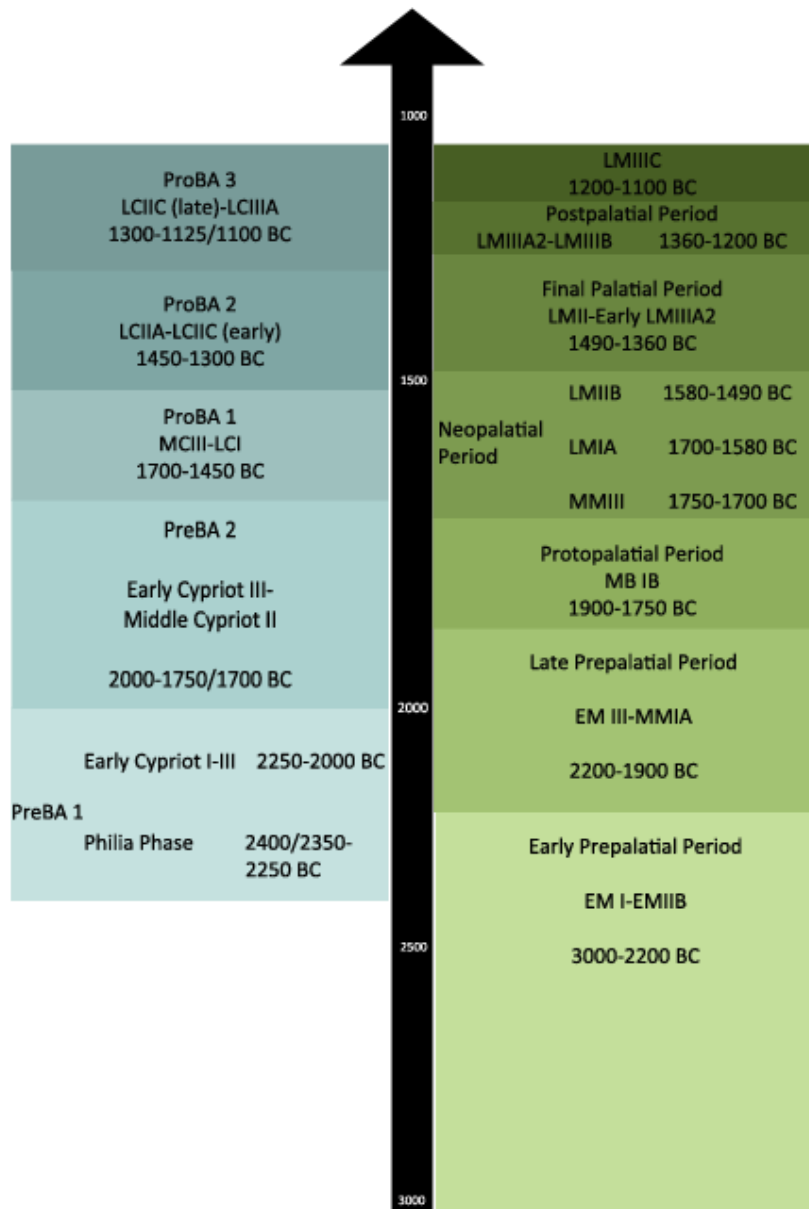 1000
ProBA 3
LCIIC (late)-LCIIIA
1300-1125/1100 BC
ProBA 2
LCIIA-LCIIC (early)
1450-1300 BC
ProBA 1
MCIII-LCI
1700-1450 BC
PreBA 2
Early Cypriot III-
Middle Cypriot II
2000-1750/1700 BC
Early Cypriot I-III 2250-2000 BC
PreBA 1
Philia Phase 2400/2350-
2250 BC
1500
2000
2500
3000
LMIIIC
1200-1100 BC
Postpalatial Period
LMIIIA2-LMIIIB 1360-1200 BC
Final Palatial Period
LMII-Early LMIIIA2
1490-1360 BC
LMIIB 1580-1490 BC
Neopalatial
Period
LMIA 1700-1580 BC
MMIII 1750-1700 BC
Protopalatial Period
MB IB
1900-1750 BC
Late Prepalatial Period
EM III-MMIA
2200-1900 BC
Early Prepalatial Period
EM I-EMIIB
3000-2200 BC